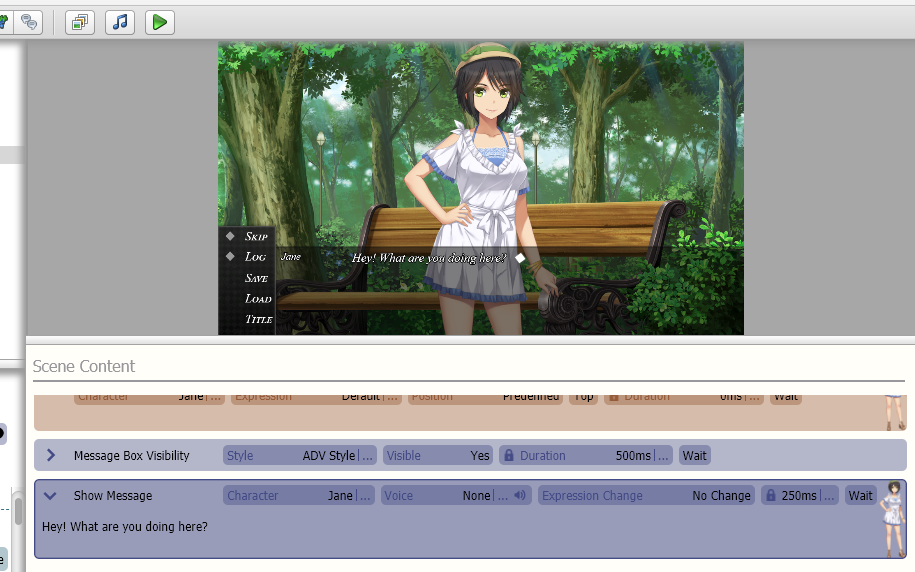 SKIP
LOG
Jane
Hey! What are you doing here?
SAVE
LOAD
TITLE
Scene Content
Character Jane|... Expression Default|... Position Predefined Top Duration 0ms|... Wait
Message Box Visibility Style ADV Style|... Visible Yes Duration 500ms|... Wait
Show Message Character Jane|... Voice None|... Expression Change No Change 250ms|... Wait
Hey! What are you doing here?
e